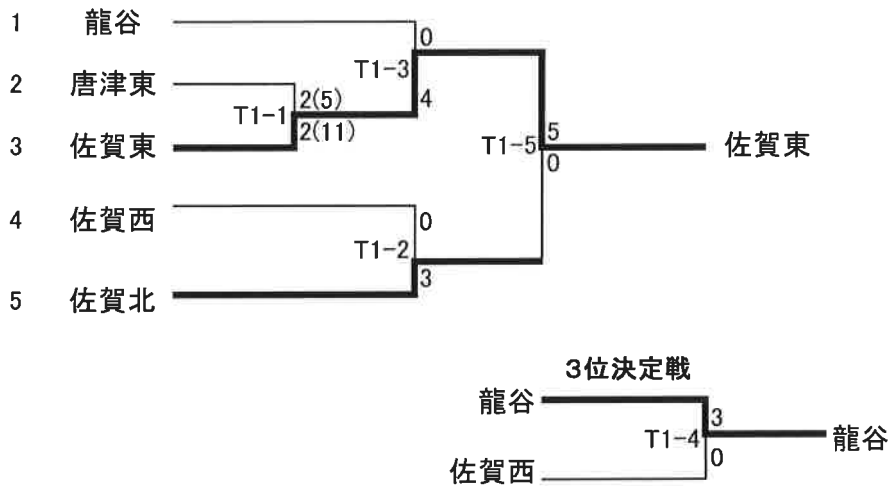 1 龍谷
0
T1-3
2 唐津東
2(5)
4
T1-1
2(11)
5
3 佐賀東
T1-5
佐賀東
0
4 佐賀西
0
T1-2
3
5 佐賀北
3位決定戦
龍谷
3
T1-4
龍谷
0
佐賀西